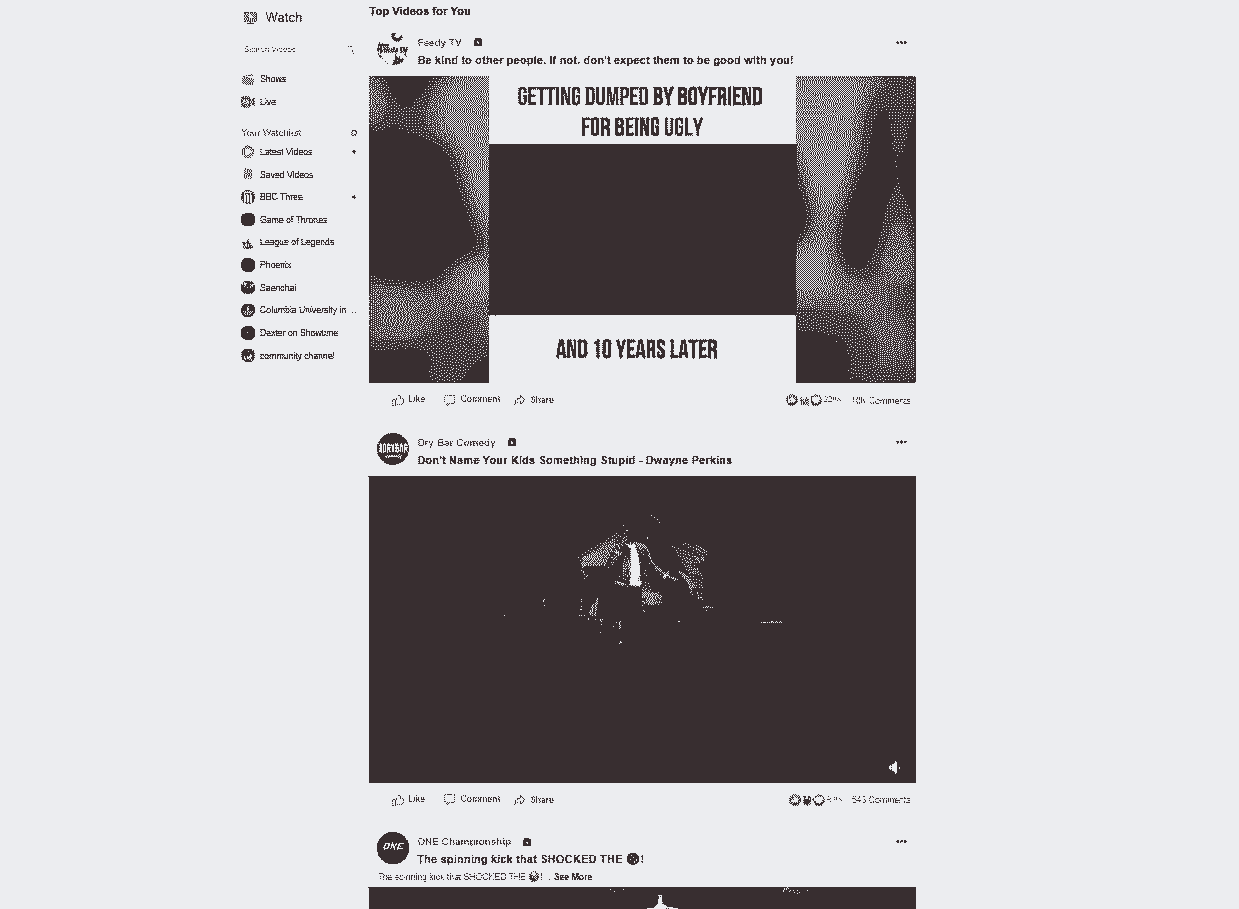 Watch
Search Videos
Shows
Live
Your Watchlist
Latest Videos
Saved Videos
BBC Three
Game of Thrones
League of Legends
Phoenix
Saenchai
Columbia University in ...
Dexter on Showtime
community channel
Top Videos for You
Feedy TV
Be kind to other people. If not, don't expect them to be good with you!
GETTING DUMPED BY BOYFRIEND
FOR BEING UGLY
AND 10 YEARS LATER
Like Comment Share Comments
Dry Bar Comedy
DRYBAR
Don't Name Your Kids Something Stupid - Dwayne Perkins
Like Comment Share 543 Comments
ONE Championship
ONE
The spinning kick that SHOCKED THE !
The spinning kick that SHOCKED THE ! ... See More